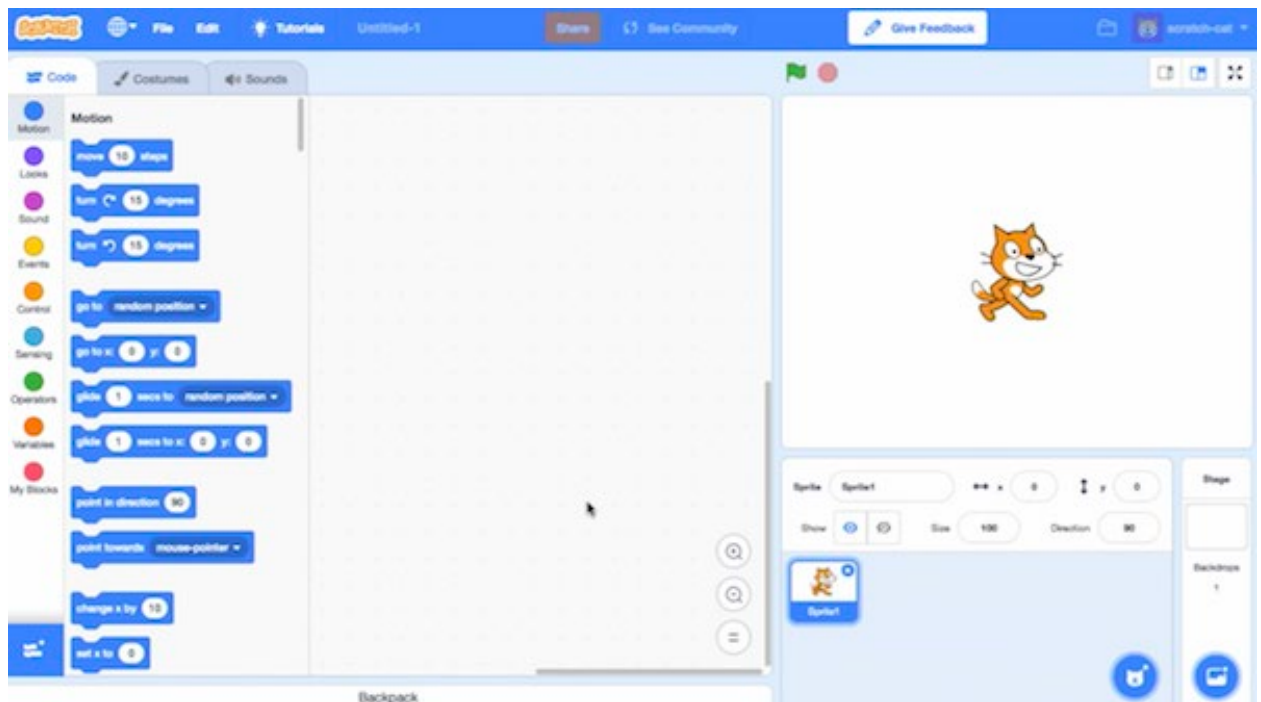 SCRATCH File Edit Tutorials Untitled-1 Share See Community Give Feedback scratch-cat
Code Costumes Sounds
Motion
Looks
Sound
Events
Control
Sensing
Operators
Variables
My Blocks
Motion
move 10 steps
turn 15 degrees
turn 15 degrees
go to random position
go to x: 0 y: 0
glide 1 secs to random position
glide 1 secs to x: 0 y: 0
point in direction 90
point towards mouse-pointer
change x by 10
set x to 0
Backpack
Sprite Sprite1 x 0 y 0
Show Size 100 Direction 90
Sprite1
Stage
Backdrops
1